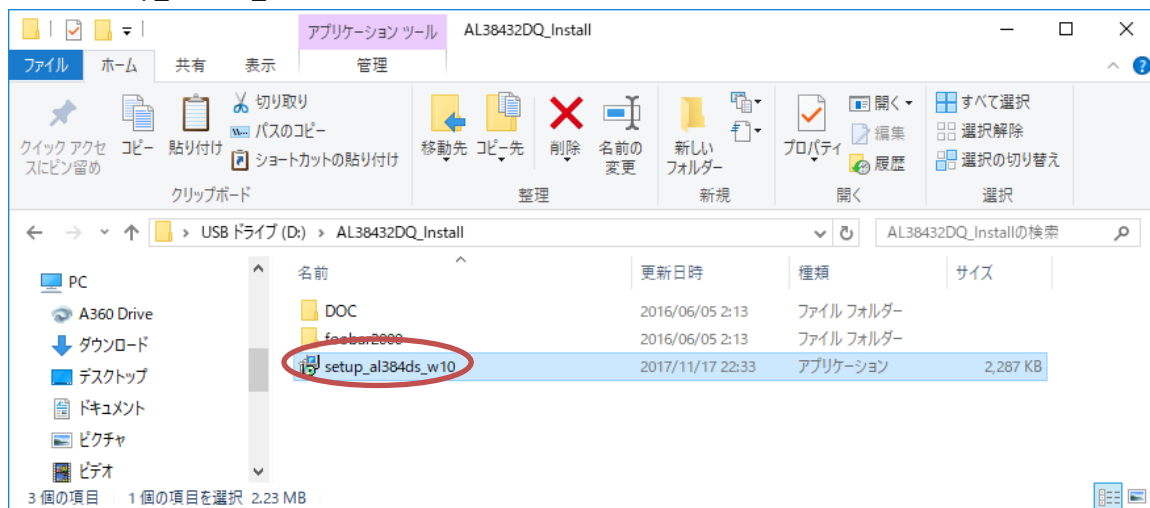 アプリケーション ツール AL38432DQ_Install
ファイル ホーム 共有 表示 管理
クイック アクセスにピン留め
コピー
貼り付け
切り取り
パスのコピー
ショートカットの貼り付け
移動先
コピー先
削除
名前の変更
新しいフォルダー
プロパティ
開く
編集
履歴
すべて選択
選択解除
選択の切り替え
クリップボード 整理 新規 開く 選択
USB ドライブ (D:) AL38432DQ_Install AL38432DQ_Installの検索
PC
A360 Drive
ダウンロード
デスクトップ
ドキュメント
ピクチャ
ビデオ
名前 更新日時 種類 サイズ
DOC 2016/06/05 2:13 ファイル フォルダー
foobar2000 2016/06/05 2:13 ファイル フォルダー
setup_al384ds_w10 2017/11/17 22:33 アプリケーション 2,287 KB
3 個の項目 1 個の項目を選択 2.23 MB